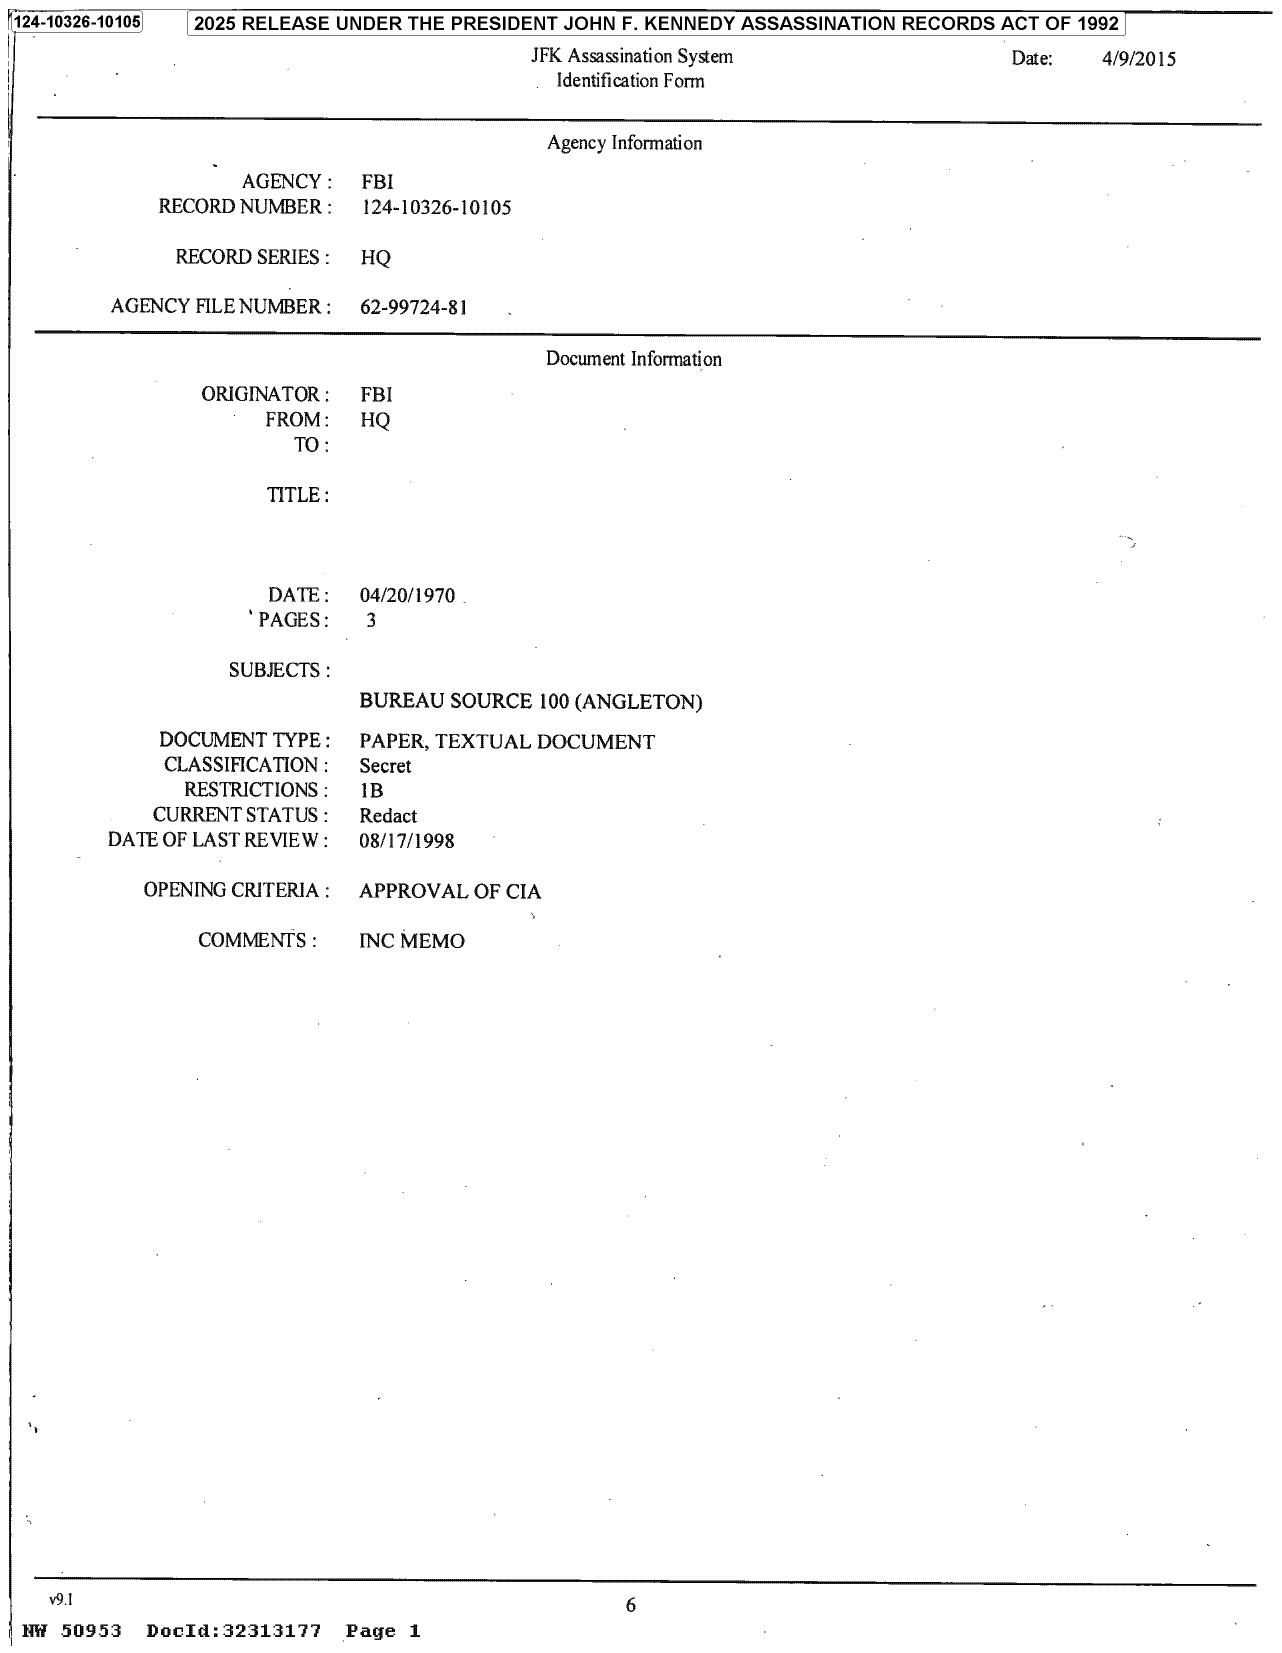 124-10326-10105
2025 RELEASE UNDER THE PRESIDENT JOHN F. KENNEDY ASSASSINATION RECORDS ACT OF 1992
JFK Assassination System
Date: 4/9/2015
Identification Form
Agency Information
AGENCY : FBI
RECORD NUMBER : 124-10326-10105
RECORD SERIES : HQ
AGENCY FILE NUMBER : 62-99724-81
Document Information
ORIGINATOR : FBI
FROM : HQ
TO :
TITLE :
DATE : 04/20/1970
PAGES : 3
SUBJECTS :
BUREAU SOURCE 100 (ANGLETON)
DOCUMENT TYPE : PAPER, TEXTUAL DOCUMENT
CLASSIFICATION : Secret
RESTRICTIONS : 1B
CURRENT STATUS : Redact
DATE OF LAST REVIEW : 08/17/1998
OPENING CRITERIA : APPROVAL OF CIA
COMMENTS : INC MEMO
v9.1
6
NW 50953 DocId:32313177 Page 1